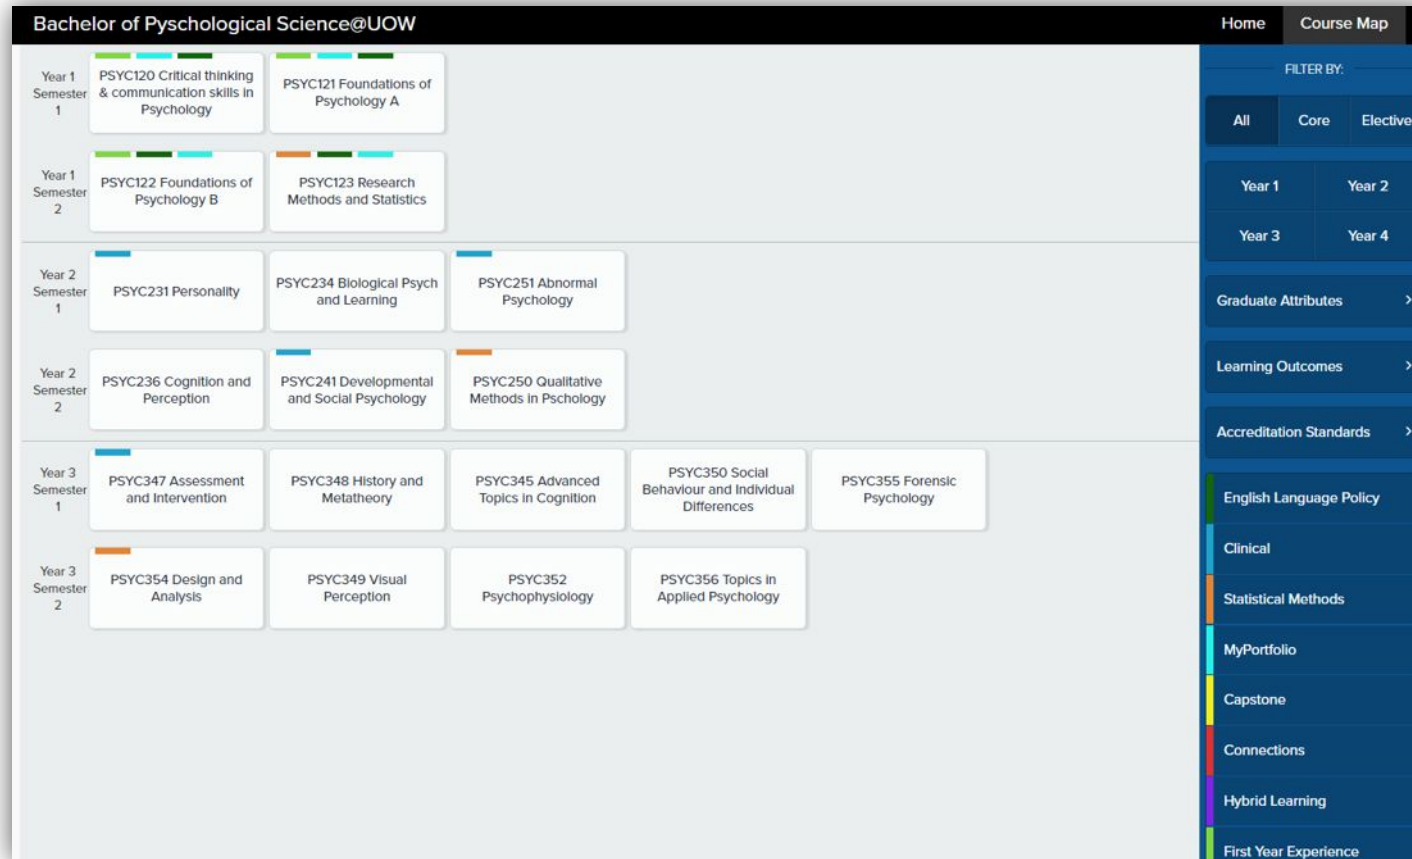 Bachelor of Pyschological Science@UOW
Home
Course Map
Year 1
Semester
1
PSYC120 Critical thinking
& communication skills in
Psychology
PSYC121 Foundations of
Psychology A
Year 1
Semester
2
PSYC122 Foundations of
Psychology B
PSYC123 Research
Methods and Statistics
Year 2
Semester
1
PSYC231 Personality
PSYC234 Biological Psych
and Learning
PSYC251 Abnormal
Psychology
Year 2
Semester
2
PSYC236 Cognition and
Perception
PSYC241 Developmental
and Social Psychology
PSYC250 Qualitative
Methods in Pschology
Year 3
Semester
1
PSYC347 Assessment
and Intervention
PSYC348 History and
Metatheory
PSYC345 Advanced
Topics in Cognition
PSYC350 Social
Behaviour and Individual
Differences
PSYC355 Forensic
Psychology
Year 3
Semester
2
PSYC354 Design and
Analysis
PSYC349 Visual
Perception
PSYC352
Psychophysiology
PSYC356 Topics in
Applied Psychology
FILTER BY:
All
Core
Elective
Year 1
Year 2
Year 3
Year 4
Graduate Attributes
Learning Outcomes
Accreditation Standards
English Language Policy
Clinical
Statistical Methods
MyPortfolio
Capstone
Connections
Hybrid Learning
First Year Experience